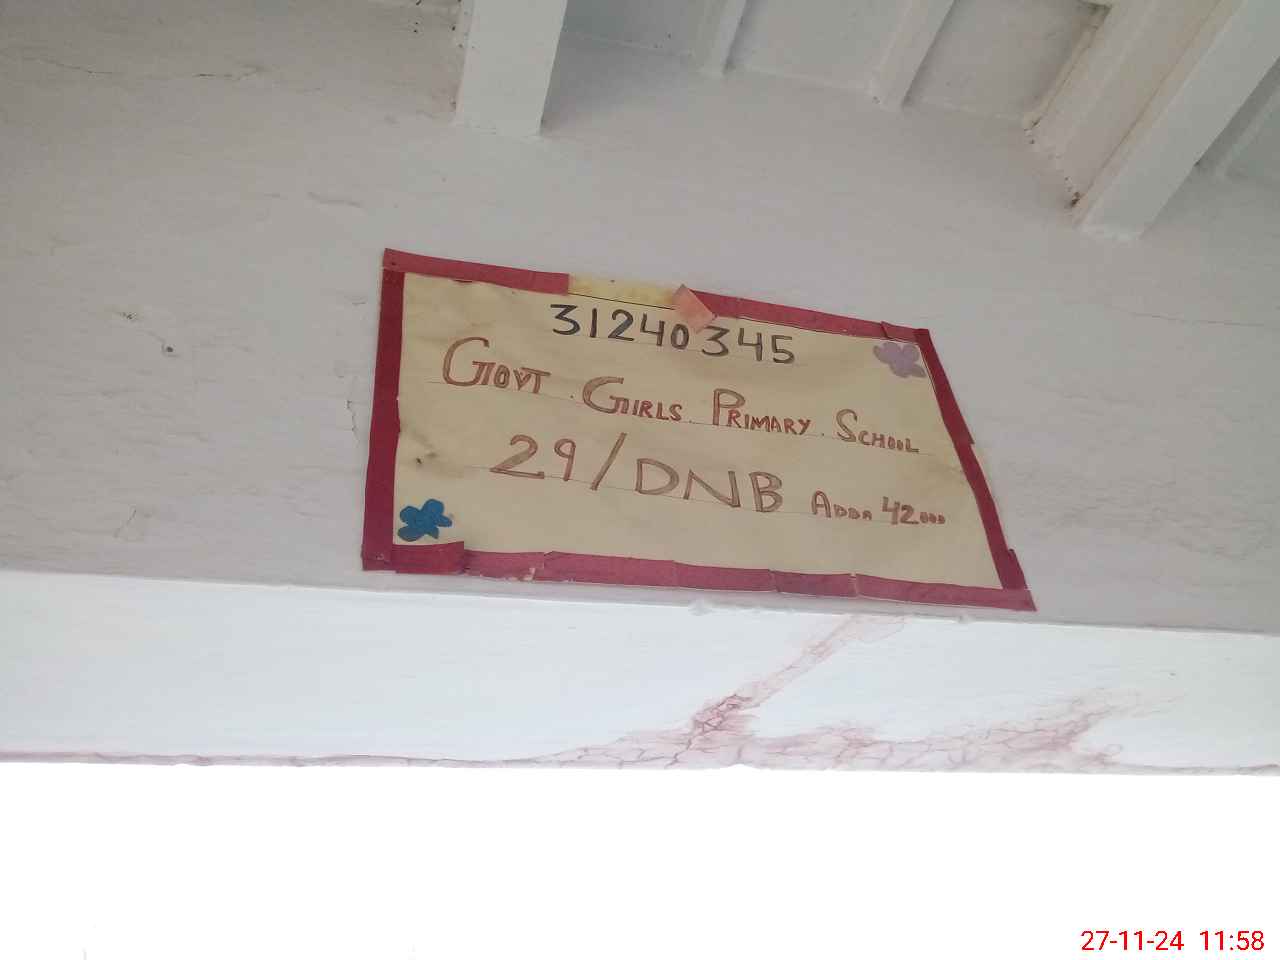 31240345
GOVT. GIRLS. PRIMARY. SCHOOL
29/DNB ADDA 42000
27-11-24 11:58